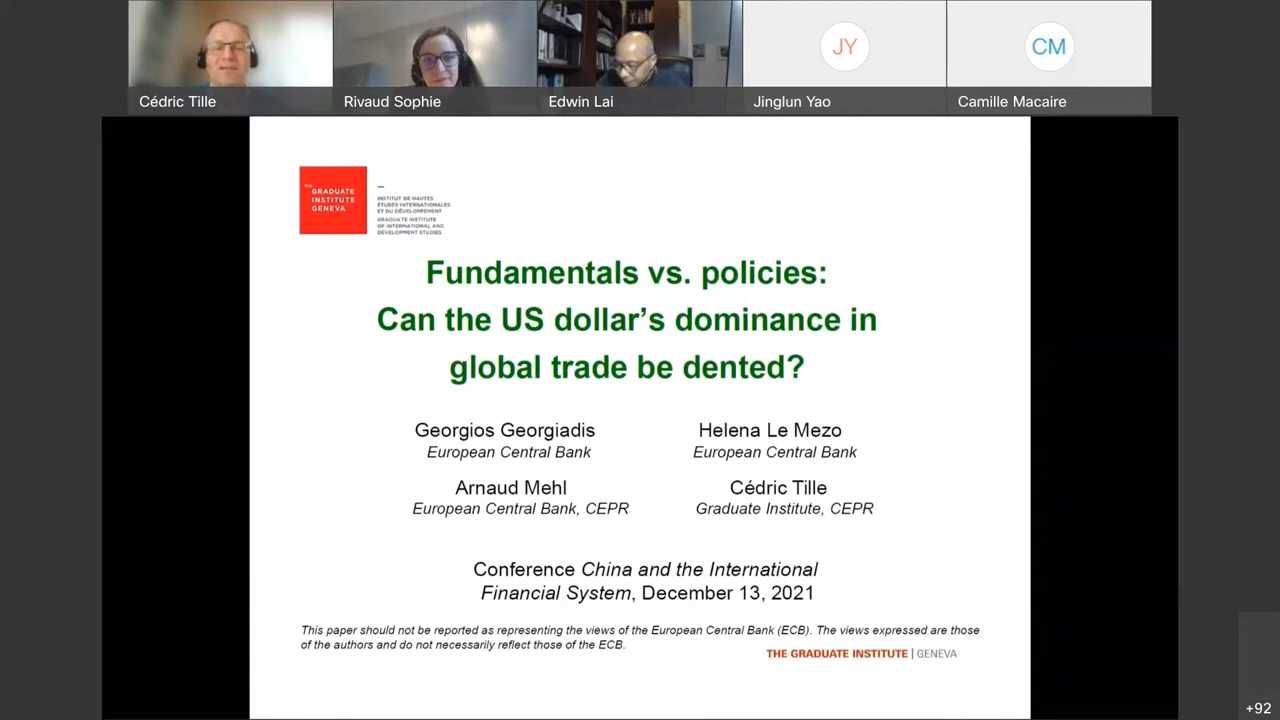 JY
CM
Cédric Tille
Rivaud Sophie
Edwin Lai
Jinglun Yao
Camille Macaire
THE
GRADUATE
INSTITUTE
GENEVA
INSTITUT DE HAUTES
ÉTUDES INTERNATIONALES
ET DU DÉVELOPPEMENT
GRADUATE INSTITUTE
OF INTERNATIONAL AND
DEVELOPMENT STUDIES
Fundamentals vs. policies:
Can the US dollar’s dominance in
global trade be dented?
Georgios Georgiadis
European Central Bank
Helena Le Mezo
European Central Bank
Arnaud Mehl
European Central Bank, CEPR
Cédric Tille
Graduate Institute, CEPR
Conference China and the International
Financial System, December 13, 2021
This paper should not be reported as representing the views of the European Central Bank (ECB). The views expressed are those
of the authors and do not necessarily reflect those of the ECB.
THE GRADUATE INSTITUTE | GENEVA
+92